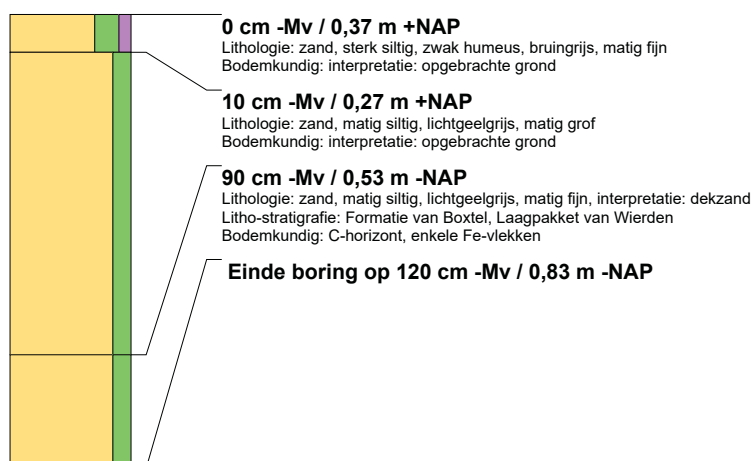 0 cm -Mv / 0,37 m +NAP
Lithologie: zand, sterk siltig, zwak humeus, bruingrijs, matig fijn
Bodemkundig: interpretatie: opgebrachte grond
10 cm -Mv / 0,27 m +NAP
Lithologie: zand, matig siltig, lichtgeelgrijs, matig grof
Bodemkundig: interpretatie: opgebrachte grond
90 cm -Mv / 0,53 m -NAP
Lithologie: zand, matig siltig, lichtgeelgrijs, matig fijn, interpretatie: dekzand
Litho-stratigrafie: Formatie van Boxtel, Laagpakket van Wierden
Bodemkundig: C-horizont, enkele Fe-vlekken
Einde boring op 120 cm -Mv / 0,83 m -NAP